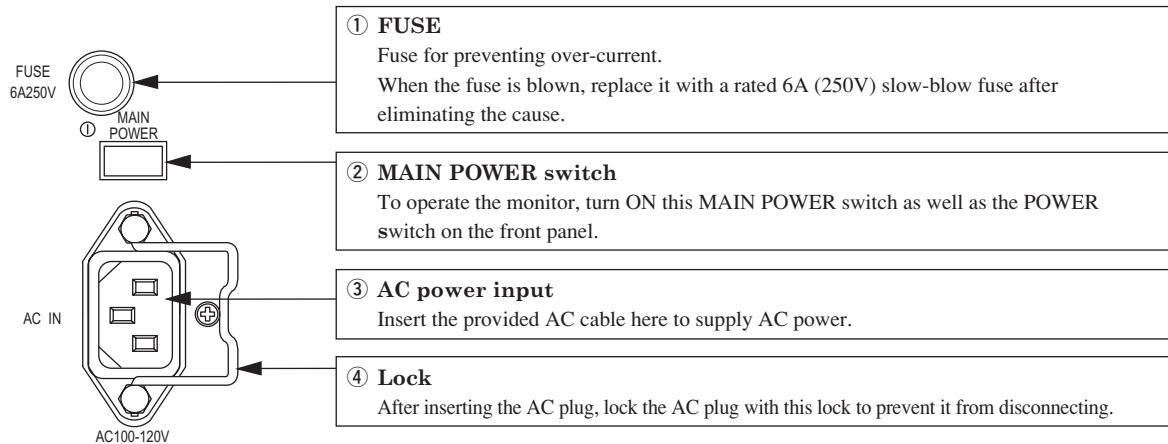 ① FUSE
Fuse for preventing over-current.
When the fuse is blown, replace it with a rated 6A (250V) slow-blow fuse after
eliminating the cause.
FUSE
6A250V
MAIN
POWER
② MAIN POWER switch
To operate the monitor, turn ON this MAIN POWER switch as well as the POWER
switch on the front panel.
③ AC power input
Insert the provided AC cable here to supply AC power.
AC IN
④ Lock
After inserting the AC plug, lock the AC plug with this lock to prevent it from disconnecting.
AC100-120V